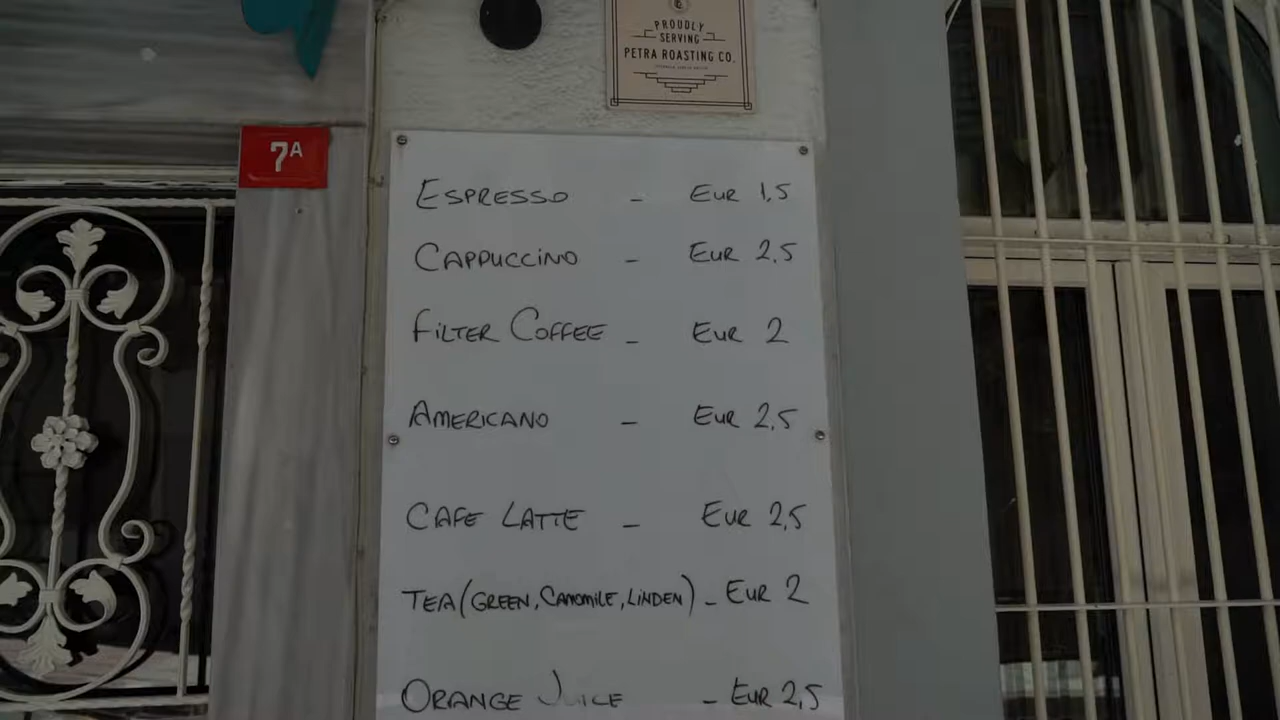 PROUDLY
SERVING
PETRA ROASTING CO.
7A
ESPRESSO - EUR 1,5
CAPPUCCINO - EUR 2,5
FILTER COFFEE - EUR 2
AMERICANO - EUR 2,5
CAFE LATTE - EUR 2,5
TEA (GREEN, CAMOMILE, LINDEN) - EUR 2
ORANGE JUICE - EUR 2,5